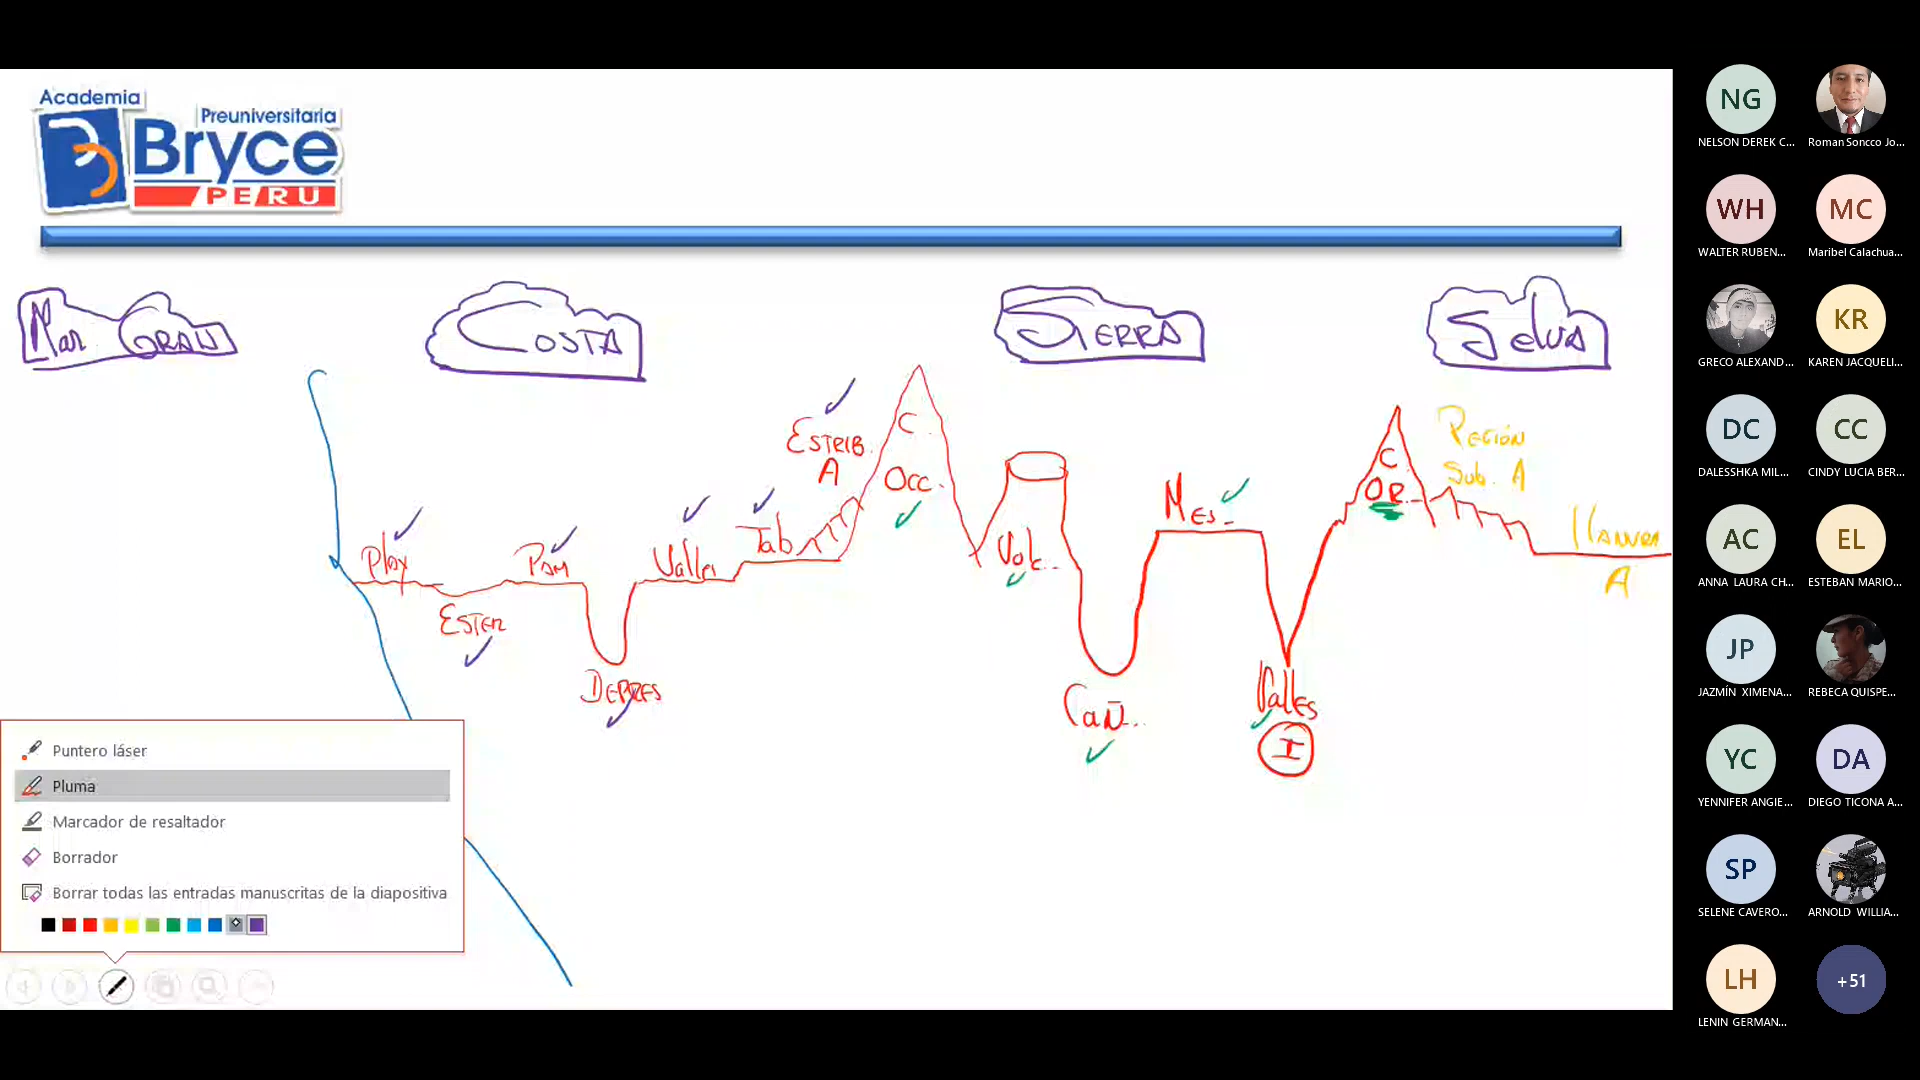 Academia
Preuniversitaria
Bryce
PERU
Mar GRAU
COSTA
SIERRA
Selva
ESTRIB.
A
C.
Occ.
Play
ESTER
PAM
DEPRES
Valles
Tab
Vol.
Mes.
Cañ..
Valles
I
C
OR.
REGIÓN
Sub. A
llanura
A
Puntero láser
Pluma
Marcador de resaltador
Borrador
Borrar todas las entradas manuscritas de la diapositiva
NG
NELSON DEREK C...
Roman Soncco Jo...
WH
WALTER RUBEN...
MC
Maribel Calachua...
GRECO ALEXAND...
KR
KAREN JACQUELI...
DC
DALESSHKA MIL...
CC
CINDY LUCIA BER...
AC
ANNA LAURA CH...
EL
ESTEBAN MARIO...
JP
JAZMÍN XIMENA...
REBECA QUISPE...
YC
YENNIFER ANGIE...
DA
DIEGO TICONA A...
SP
SELENE CAVERO...
ARNOLD WILLIA...
LH
LENIN GERMAN...
+51